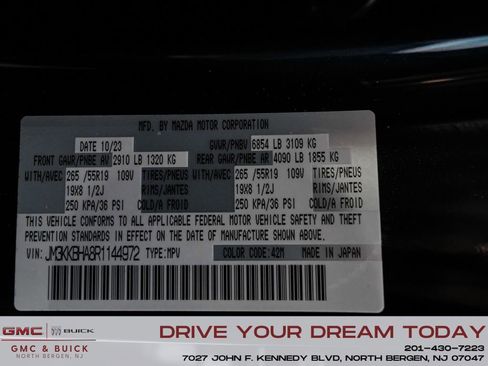 MFD. BY MAZDA MOTOR CORPORATION
DATE 10/23 GVWR/PNBV 6854 LB 3109 KG
FRONT GAWR/PNBE AV 2910 LB 1320 KG REAR GAWR/PNBE AR 4090 LB 1855 KG
WITH/AVEC 265 /55R19 109V TIRES/PNEUS WITH/AVEC 265 /55R19 109V TIRES/PNEUS
19X8 1/2J RIMS/JANTES 19X8 1/2J RIMS/JANTES
250 KPA/36 PSI COLD/A FROID 250 KPA/36 PSI COLD/A FROID
THIS VEHICLE CONFORMS TO ALL APPLICABLE FEDERAL MOTOR VEHICLE SAFETY AND THEFT
PREVENTION STANDARDS IN EFFECT ON THE DATE OF MANUFACTURE SHOWN ABOVE.
VIN: JM3KKBHA8R1144972 TYPE:MPV COLOR CODE:42M MADE IN JAPAN
GMC BUICK
GMC & BUICK
NORTH BERGEN, NJ
DRIVE YOUR DREAM TODAY
201-430-7223
7027 JOHN F. KENNEDY BLVD, NORTH BERGEN, NJ 07047